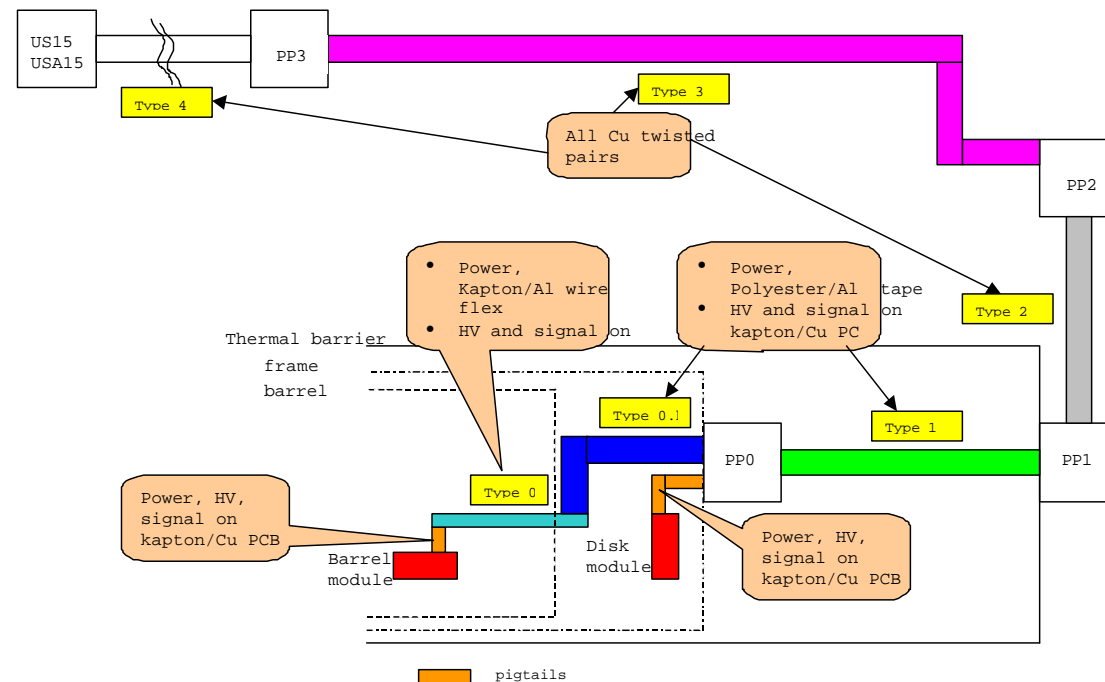 US15
USA15
PP3
Type 4
Type 3
All Cu twisted
pairs
PP2
• Power,
Kapton/Al wire
flex
• HV and signal on
• Power,
Polyester/Al tape
• HV and signal on
kapton/Cu PC
Type 2
Thermal barrier
frame
barrel
Type 0.1
Type 1
PP0
PP1
Type 0
Power, HV,
signal on
kapton/Cu PCB
Barrel
module
Disk
module
Power, HV,
signal on
kapton/Cu PCB
pigtails